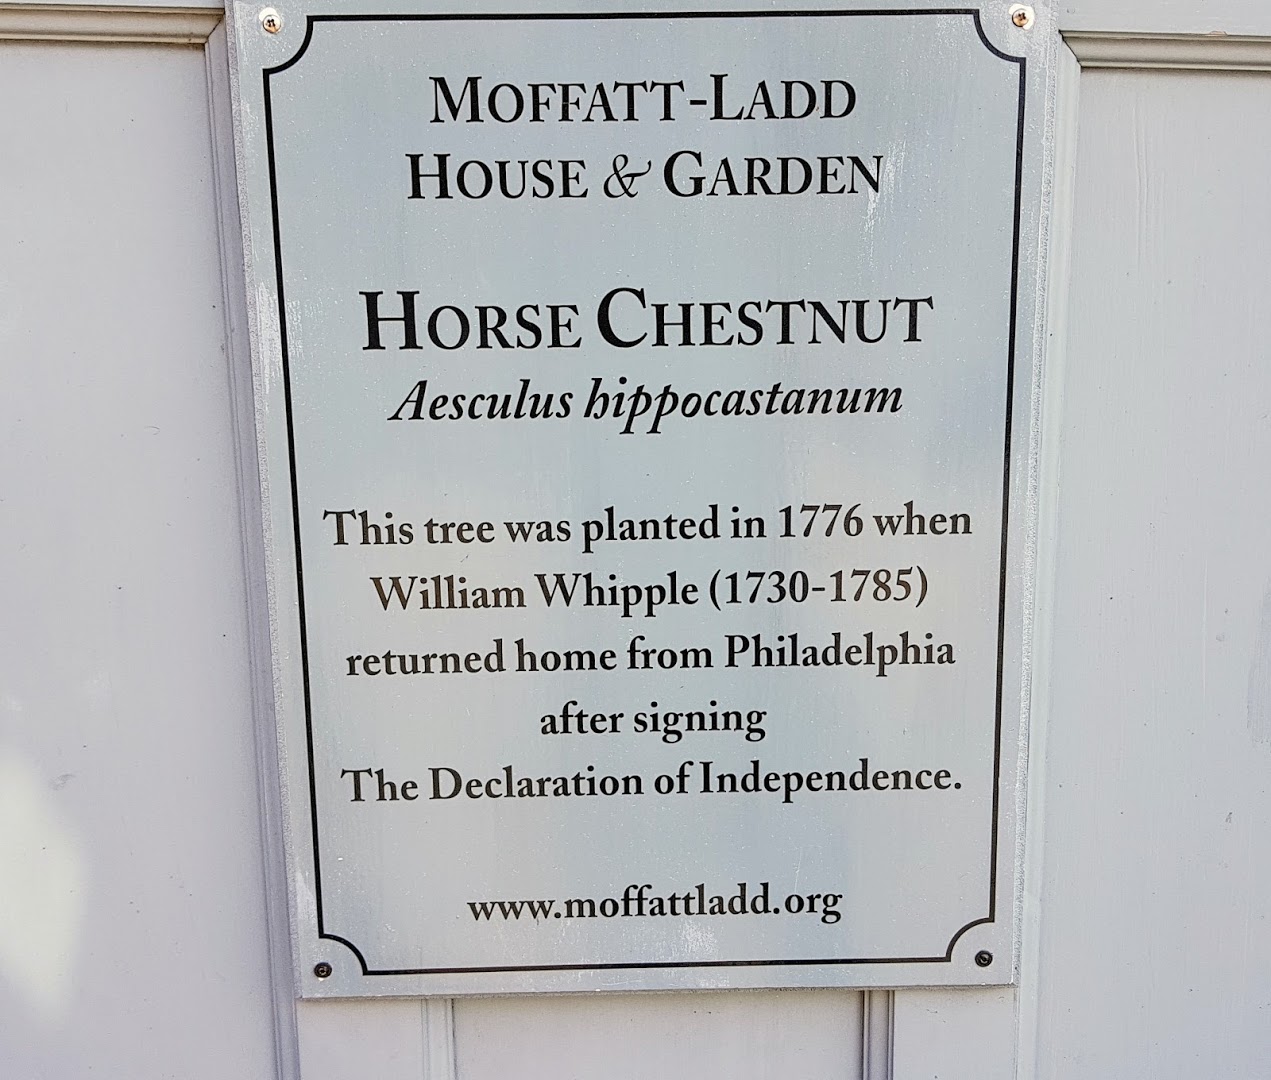 MOFFATT-LADD
HOUSE & GARDEN
HORSE CHESTNUT
Aesculus hippocastanum
This tree was planted in 1776 when
William Whipple (1730-1785)
returned home from Philadelphia
after signing
The Declaration of Independence.
www.moffattladd.org